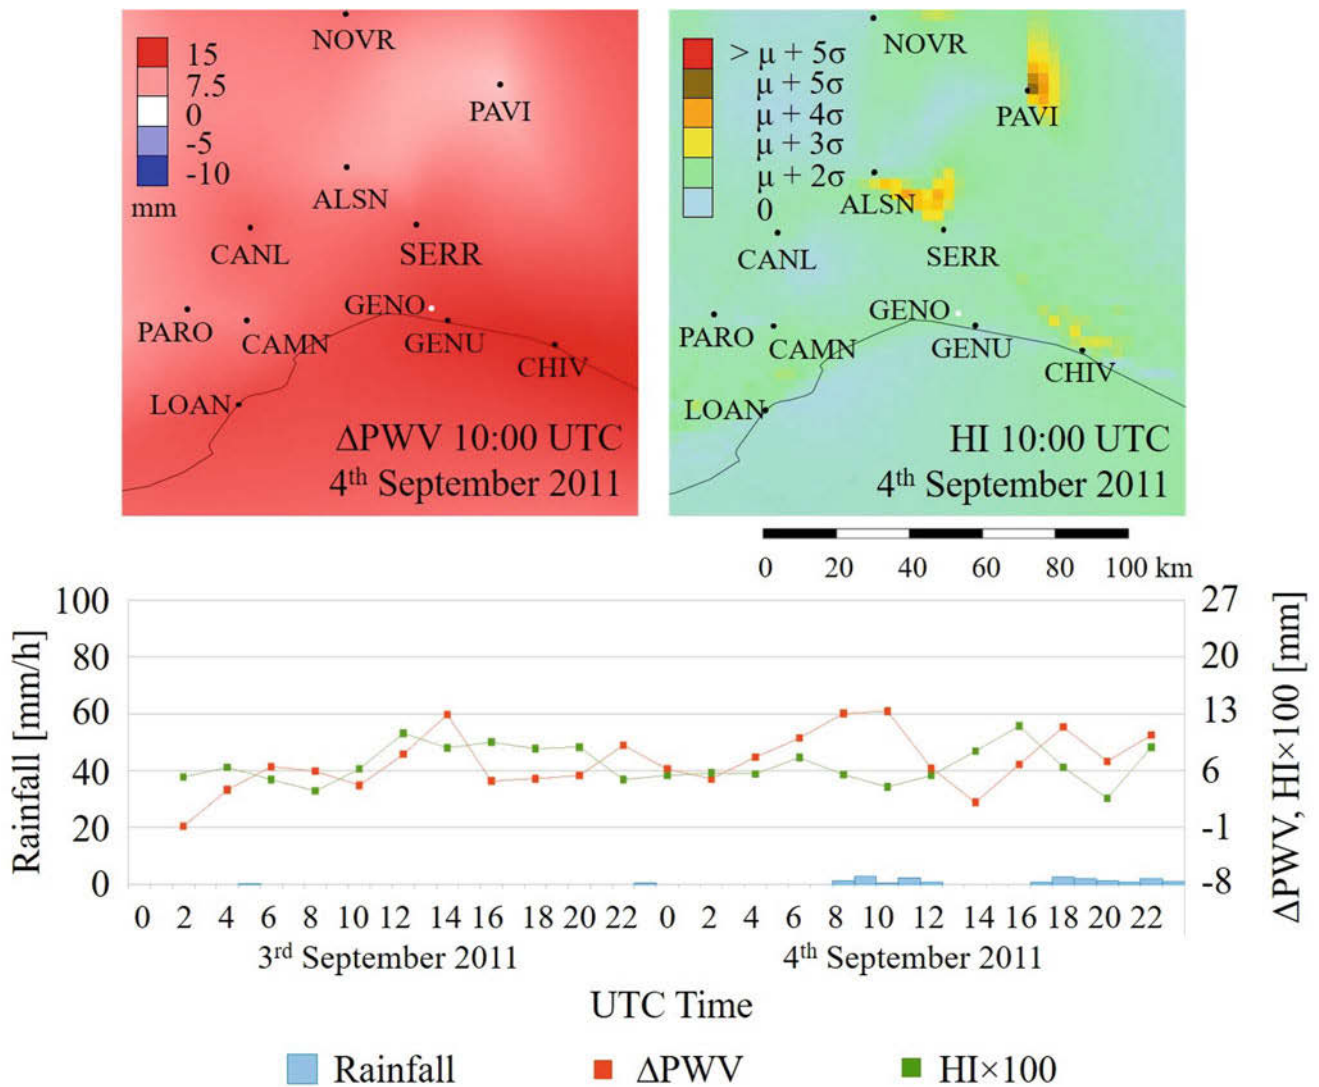 NOVR
15
7.5
0
-5
-10
mm
PAVI
ALSN
CANL
SERR
GENO
PARO
CAMN
GENU
CHIV
LOAN
ΔPWV 10:00 UTC
4th September 2011
NOVR
> μ + 5σ
μ + 5σ
μ + 4σ
μ + 3σ
μ + 2σ
0
PAVI
ALSN
CANL
SERR
GENO
PARO
CAMN
GENU
CHIV
LOAN
HI 10:00 UTC
4th September 2011
0 20 40 60 80 100 km
Rainfall [mm/h]
100
80
60
40
20
0
27
20
13
6
-1
-8
ΔPWV, HI×100 [mm]
0 2 4 6 8 10 12 14 16 18 20 22 0 2 4 6 8 10 12 14 16 18 20 22
3rd September 2011 4th September 2011
UTC Time
Rainfall ΔPWV HI×100